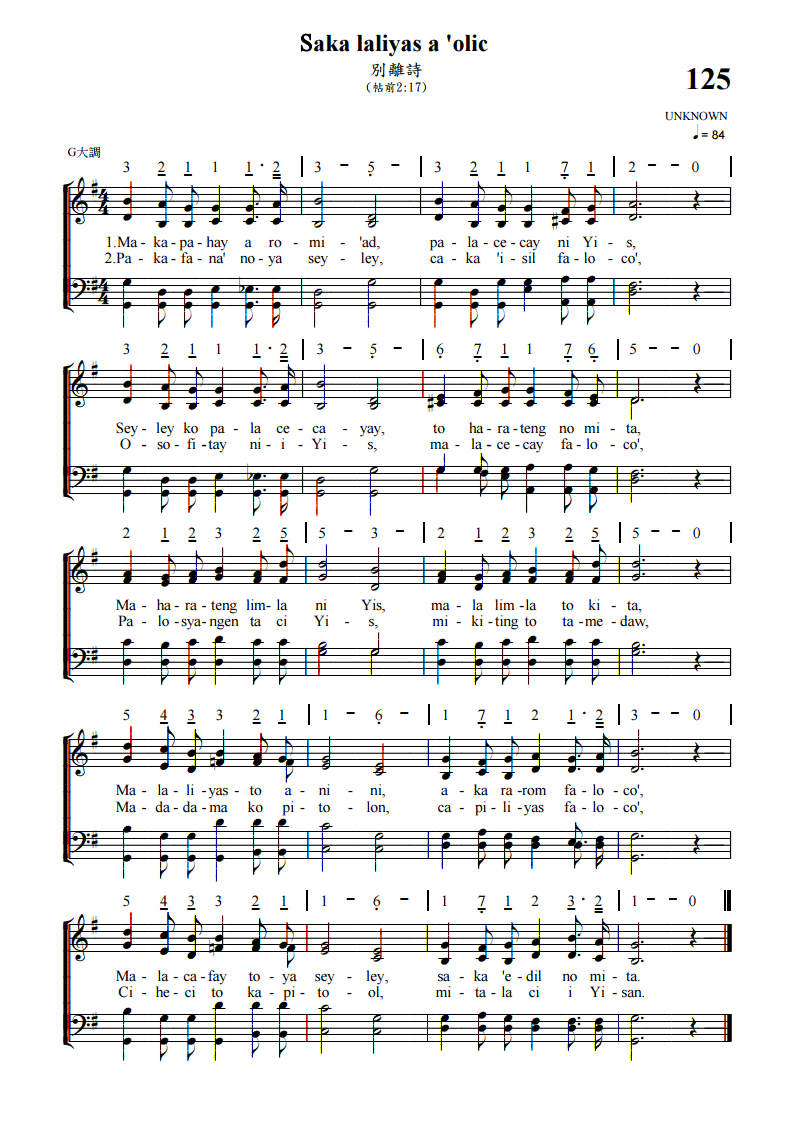 Saka laliyas a 'olic
別離詩
(帖前2:17)
125
UNKNOWN
♩ = 84
G大調
3 2 1 1 1 · 2 | 3 – 5 – | 3 2 1 1 7 1 | 2 – – 0 |
1.Ma - ka - pa - hay a ro - mi - 'ad, pa - la - ce - cay ni Yi - s,
2.Pa - ka - fa - na' no - ya sey - ley, ca - ka 'i - sil fa - lo - co',
3 2 1 1 1 · 2 | 3 – 5 – | 6 7 1 1 7 6 | 5 – – 0 |
Sey - ley ko pa - la ce - ca - yay, to ha - ra - teng no mi - ta,
O - so - fi - tay ni - i - Yi - s, ma - la - ce - cay fa - lo - co',
2 1 2 3 2 5 | 5 – 3 – | 2 1 2 3 2 5 | 5 – – 0 |
Ma - ha - ra - teng lim - la ni Yis, ma - la lim - la to ki - ta,
Pa - lo - sya - ngen ta ci Yi - s, mi - ki - ting to ta - me - daw,
5 4 3 3 2 1 | 1 – 6 – | 1 7 1 2 1 · 2 | 3 – – 0 |
Ma - la - li - yas - to a - ni - ni, a - ka ra - rom fa - lo - co',
Ma - da - da - ma ko pi - to - lon, ca - pi - li - yas fa - lo - co',
5 4 3 3 2 1 | 1 – 6 – | 1 7 1 2 3 · 2 | 1 – – 0
Ma - la - ca - fay to - ya sey - ley, sa - ka 'e - dil no mi - ta.
Ci - he - ci to ka - pi - to - ol, mi - ta - la ci i Yi - san.